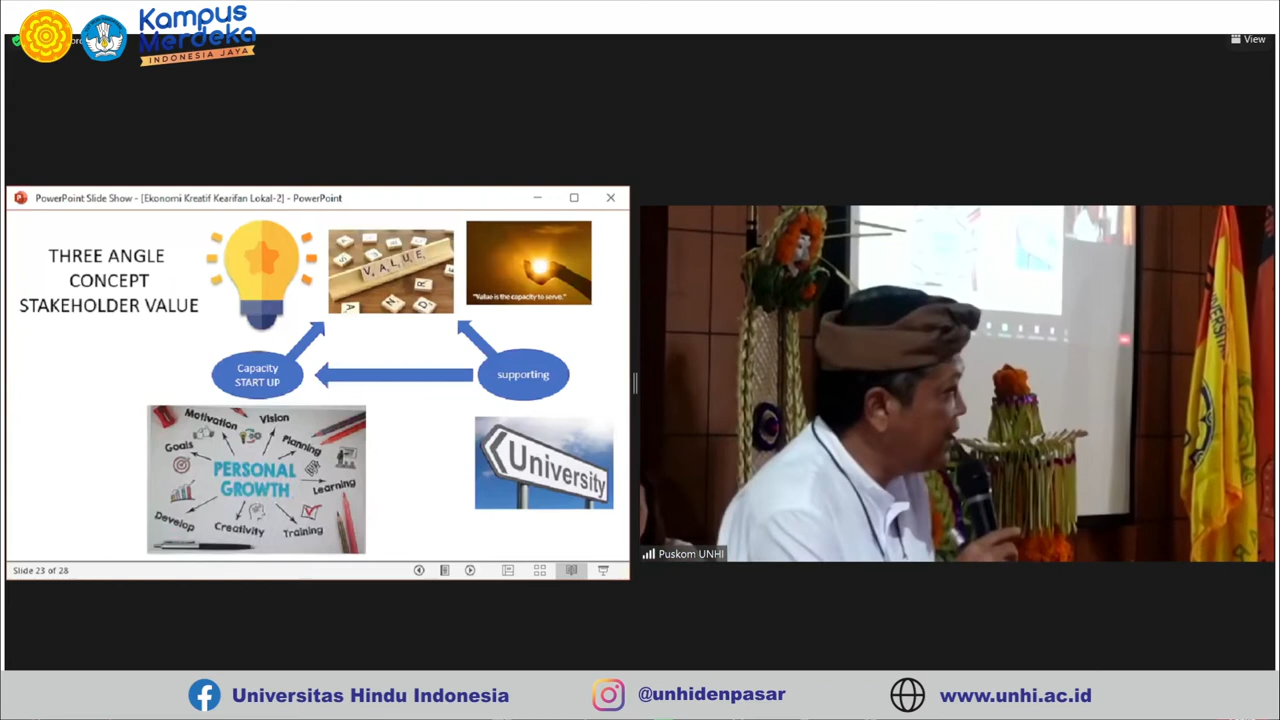 Kampus
Merdeka
INDONESIA JAYA
View
PowerPoint Slide Show - [Ekonomi Kreatif Kearifan Lokal-2] - PowerPoint
THREE ANGLE
CONCEPT
STAKEHOLDER VALUE
VALUE
"Value is the capacity to serve."
Capacity
START UP
supporting
Motivation
Vision
Goals
Planning
PERSONAL
GROWTH
Learning
Develop
Creativity
Training
University
Slide 23 of 28
Puskom UNHI
Universitas Hindu Indonesia
@unhidenpasar
www.unhi.ac.id